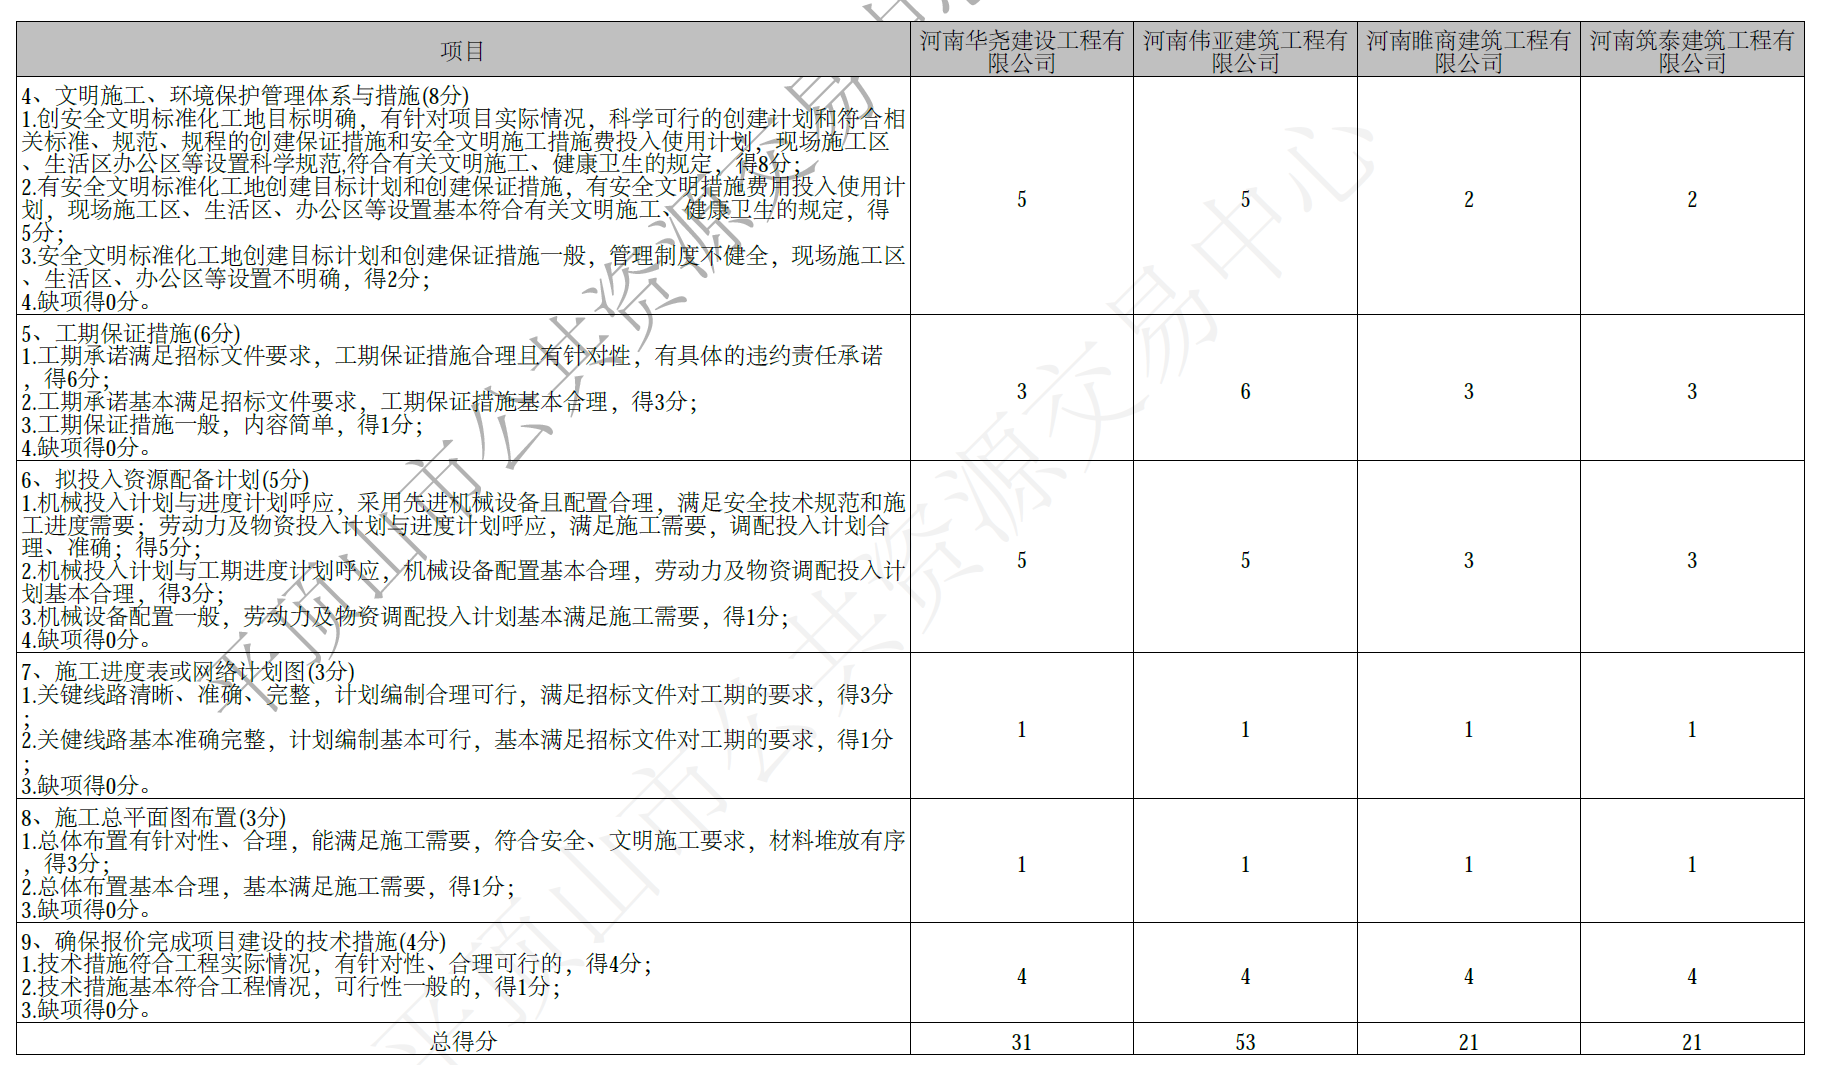 项目
河南华尧建设工程有
限公司
河南伟亚建筑工程有
限公司
河南睢商建筑工程有
限公司
河南筑泰建筑工程有
限公司
4、文明施工、环境保护管理体系与措施(8分)
1.创安全文明标准化工地目标明确，有针对项目实际情况，科学可行的创建计划和符合相
关标准、规范、规程的创建保证措施和安全文明施工措施费投入使用计划，现场施工区
、生活区办公区等设置科学规范,符合有关文明施工、健康卫生的规定，得8分；
2.有安全文明标准化工地创建目标计划和创建保证措施，有安全文明措施费用投入使用计
划，现场施工区、生活区、办公区等设置基本符合有关文明施工、健康卫生的规定，得
5分；
3.安全文明标准化工地创建目标计划和创建保证措施一般，管理制度不健全，现场施工区
、生活区、办公区等设置不明确，得2分；
4.缺项得0分。
5
5
2
2
5、工期保证措施(6分)
1.工期承诺满足招标文件要求，工期保证措施合理且有针对性，有具体的违约责任承诺
，得6分；
2.工期承诺基本满足招标文件要求，工期保证措施基本合理，得3分；
3.工期保证措施一般，内容简单，得1分；
4.缺项得0分。
3
6
3
3
6、拟投入资源配备计划(5分)
1.机械投入计划与进度计划呼应，采用先进机械设备且配置合理，满足安全技术规范和施
工进度需要；劳动力及物资投入计划与进度计划呼应，满足施工需要，调配投入计划合
理、准确；得5分；
2.机械投入计划与工期进度计划呼应，机械设备配置基本合理，劳动力及物资调配投入计
划基本合理，得3分；
3.机械设备配置一般，劳动力及物资调配投入计划基本满足施工需要，得1分；
4.缺项得0分。
5
5
3
3
7、施工进度表或网络计划图(3分)
1.关键线路清晰、准确、完整，计划编制合理可行，满足招标文件对工期的要求，得3分
；
2.关健线路基本准确完整，计划编制基本可行，基本满足招标文件对工期的要求，得1分
；
3.缺项得0分。
1
1
1
1
8、施工总平面图布置(3分)
1.总体布置有针对性、合理，能满足施工需要，符合安全、文明施工要求，材料堆放有序
，得3分；
2.总体布置基本合理，基本满足施工需要，得1分；
3.缺项得0分。
1
1
1
1
9、确保报价完成项目建设的技术措施(4分)
1.技术措施符合工程实际情况，有针对性、合理可行的，得4分；
2.技术措施基本符合工程情况，可行性一般的，得1分；
3.缺项得0分。
4
4
4
4
总得分
31
53
21
21
平顶山市公共资源交易中心
平顶山市公共资源交易中心